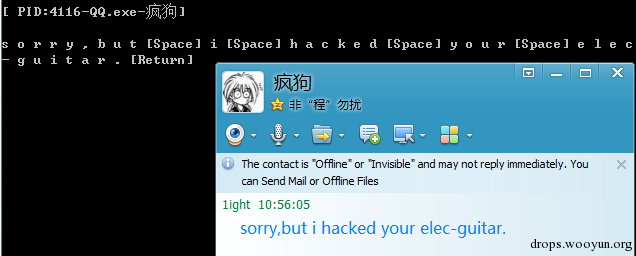 [ PID:4116-QQ.exe-疯狗]
s o r r y , b u t [Space] i [Space] h a c k e d [Space] y o u r [Space] e l e c
- g u i t a r . [Return]
疯狗
非“程”勿扰
The contact is "Offline" or "Invisible" and may not reply immediately. You
can Send Mail or Offline Files
1ight 10:56:05
sorry,but i hacked your elec-guitar.
drops.wooyun.org